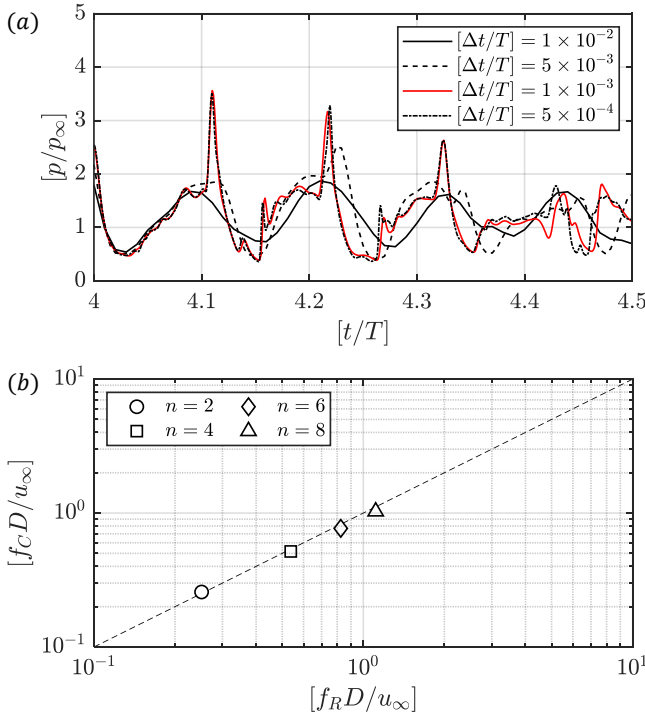 (a)
5
4
3
2
1
0
[p/p∞]
[Δt/T] = 1 × 10⁻²
[Δt/T] = 5 × 10⁻³
[Δt/T] = 1 × 10⁻³
[Δt/T] = 5 × 10⁻⁴
4 4.1 4.2 4.3 4.4 4.5
[t/T]
(b)
10¹
10⁰
10⁻¹
[f_C D/u∞]
n = 2 n = 6
n = 4 n = 8
10⁻¹ 10⁰ 10¹
[f_R D/u∞]